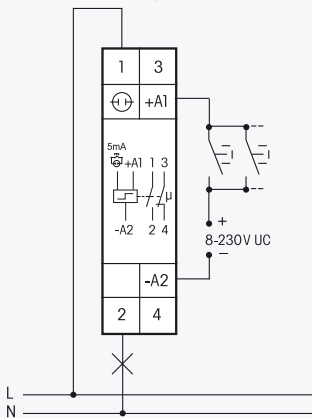 1 3
+A1
5mA
+A1 1 3
µ
-A2 2 4
+
8-230V UC
−
-A2
2 4
L
N